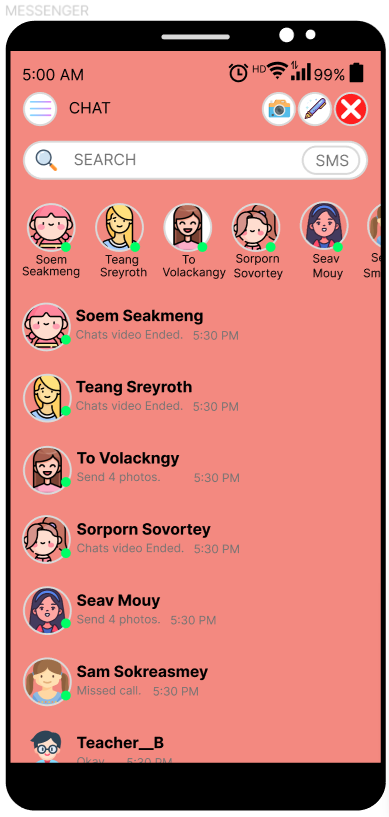 MESSENGER
5:00 AM HD 99%
CHAT
SEARCH SMS
Soem
Seakmeng
Teang
Sreyroth
To
Volackangy
Sorporn
Sovortey
Seav
Mouy
Se
Sm
Soem Seakmeng
Chats video Ended. 5:30 PM
Teang Sreyroth
Chats video Ended. 5:30 PM
To Volackngy
Send 4 photos. 5:30 PM
Sorporn Sovortey
Chats video Ended. 5:30 PM
Seav Mouy
Send 4 photos. 5:30 PM
Sam Sokreasmey
Missed call. 5:30 PM
Teacher__B
Okay 5:30 PM